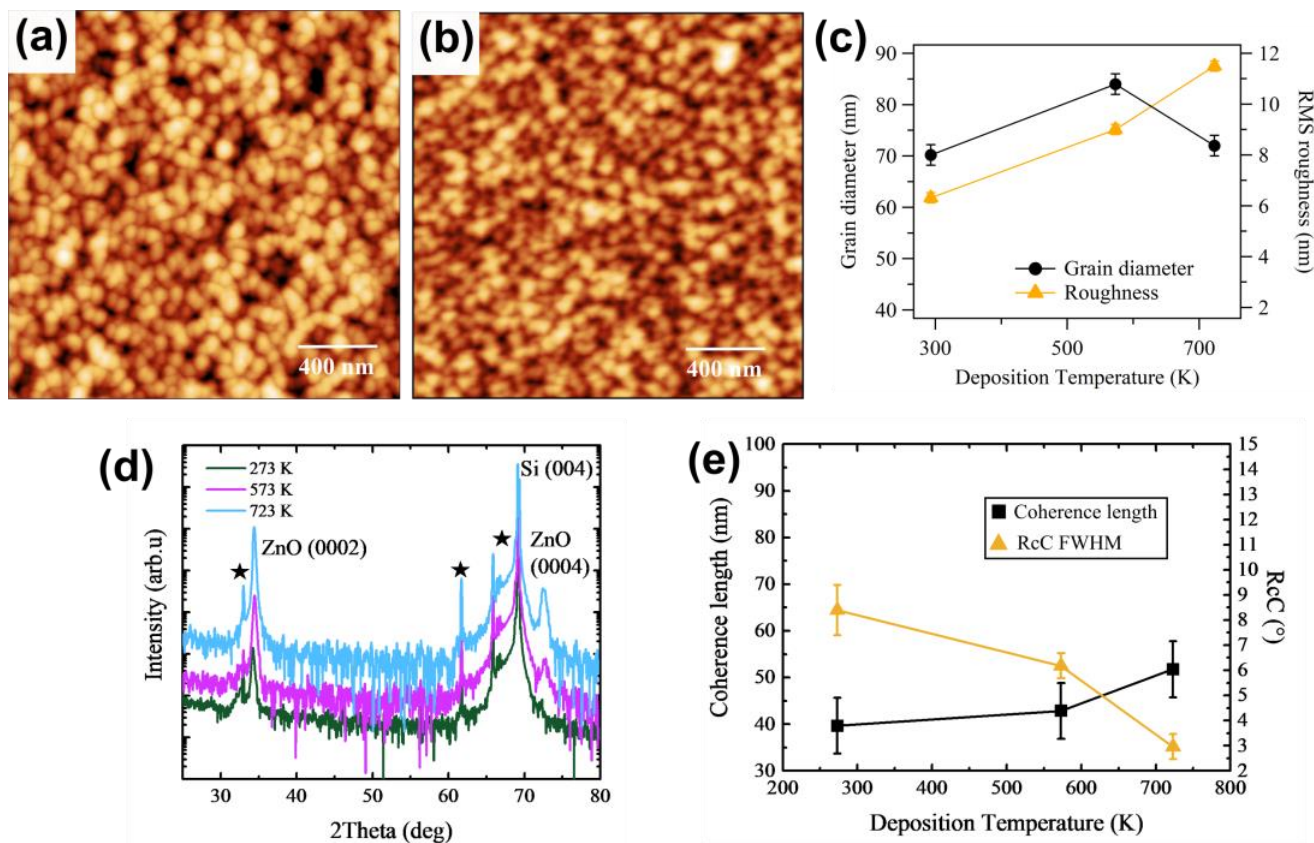 (a)
400 nm
(b)
400 nm
(c)
90
80
70
60
50
40
Grain diameter (nm)
12
10
8
6
4
2
RMS roughness (nm)
Grain diameter
Roughness
300
500
700
Deposition Temperature (K)
(d)
273 K
573 K
723 K
ZnO (0002)
Si (004)
ZnO
(0004)
Intensity (arb.u)
30
40
50
60
70
80
2Theta (deg)
(e)
100
90
80
70
60
50
40
30
Coherence length (nm)
Coherence length
RcC FWHM
15
14
13
12
11
10
9
8
7
6
5
4
3
2
RcC (°)
200
300
400
500
600
700
800
Deposition Temperature (K)